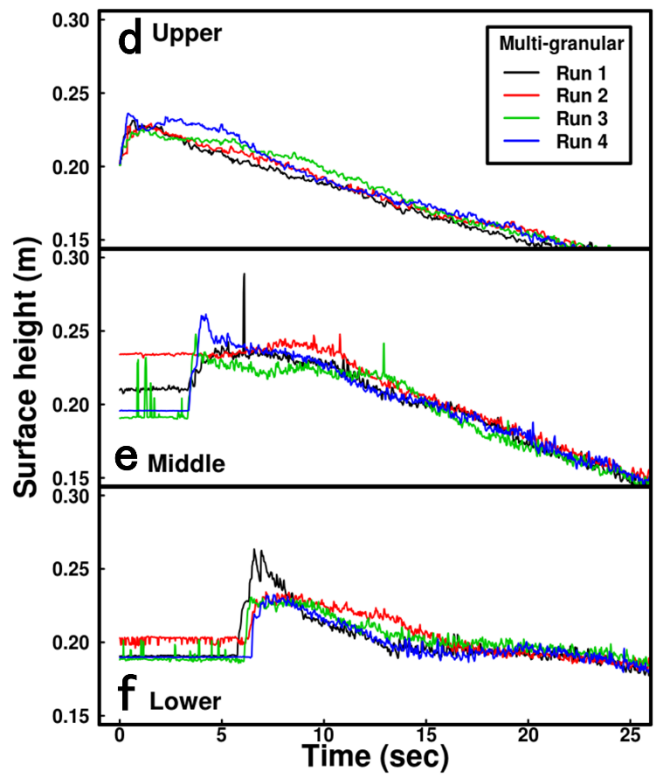 d Upper
Multi-granular
Run 1
Run 2
Run 3
Run 4
0.30
0.25
0.20
0.15
Surface height (m)
0.30
0.25
0.20
0.15
e Middle
0.30
0.25
0.20
0.15
f Lower
0 5 10 15 20 25
Time (sec)